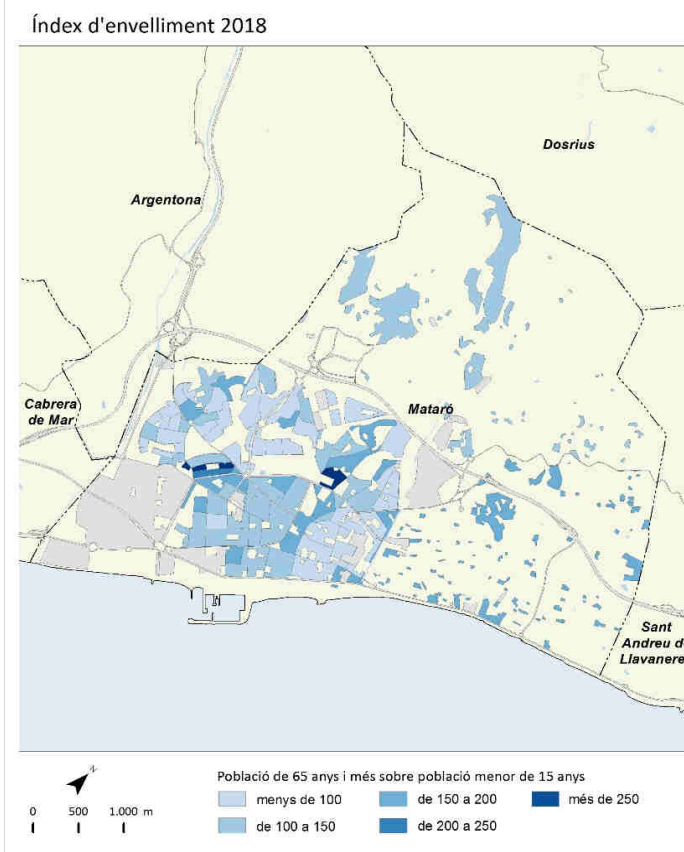 Índex d'envelliment 2018
Dosrius
Argentona
Cabrera
de Mar
Mataró
Sant
Andreu de
Llavanere
N
0 500 1.000 m
Població de 65 anys i més sobre població menor de 15 anys
menys de 100
de 150 a 200
més de 250
de 100 a 150
de 200 a 250